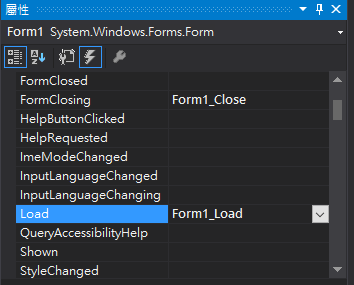 屬性
Form1 System.Windows.Forms.Form
FormClosed
FormClosing Form1_Close
HelpButtonClicked
HelpRequested
ImeModeChanged
InputLanguageChanged
InputLanguageChanging
Load Form1_Load
QueryAccessibilityHelp
Shown
StyleChanged